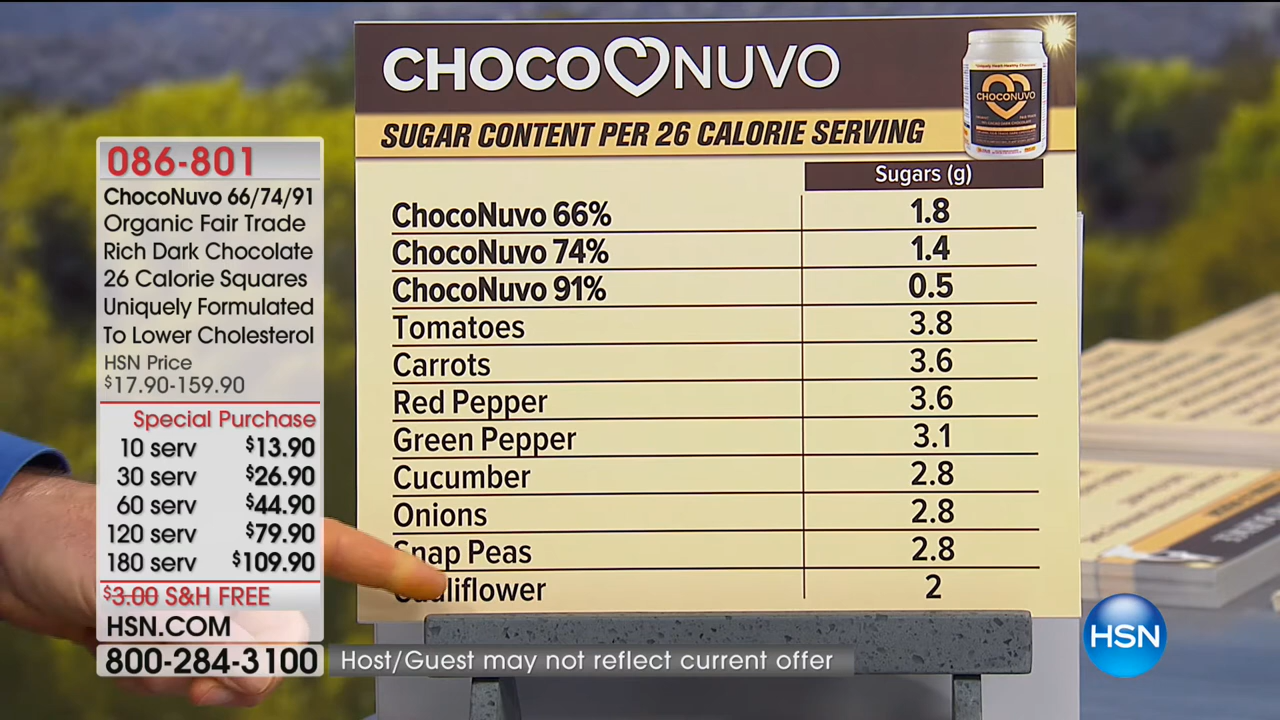 CHOCO NUVO
SUGAR CONTENT PER 26 CALORIE SERVING
Sugars (g)
ChocoNuvo 66% 1.8
ChocoNuvo 74% 1.4
ChocoNuvo 91% 0.5
Tomatoes 3.8
Carrots 3.6
Red Pepper 3.6
Green Pepper 3.1
Cucumber 2.8
Onions 2.8
Snap Peas 2.8
Cauliflower 2
CHOCONUVO
086-801
ChocoNuvo 66/74/91
Organic Fair Trade
Rich Dark Chocolate
26 Calorie Squares
Uniquely Formulated
To Lower Cholesterol
HSN Price
$17.90-159.90
Special Purchase
10 serv $13.90
30 serv $26.90
60 serv $44.90
120 serv $79.90
180 serv $109.90
$3.00 S&H FREE
HSN.COM
800-284-3100
Host/Guest may not reflect current offer
HSN